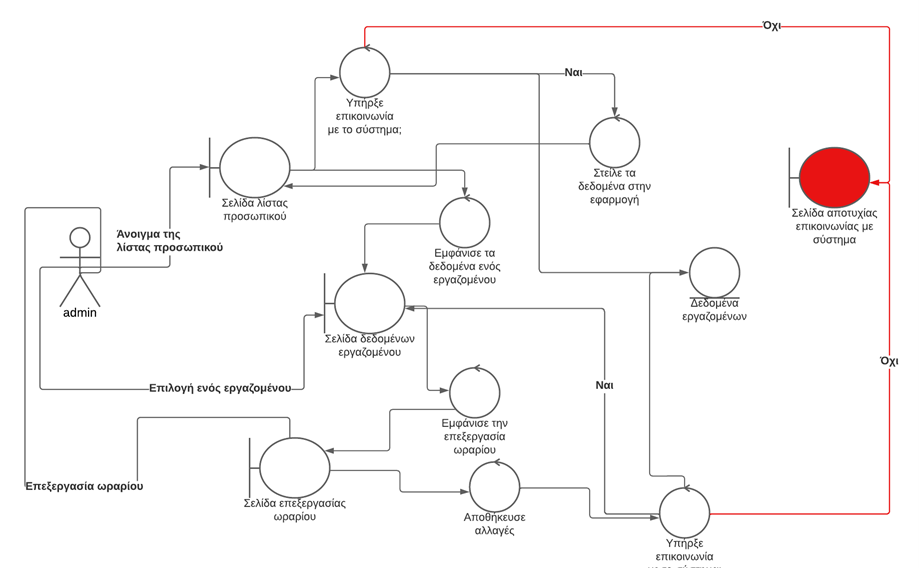 Όχι
Ναι
Υπήρξε
επικοινωνία
με το σύστημα;
Στείλε τα
δεδομένα στην
εφαρμογή
Σελίδα λίστας
προσωπικού
Σελίδα αποτυχίας
επικοινωνίας με
σύστημα
Άνοιγμα της
λίστας προσωπικού
Εμφάνισε τα
δεδομένα ενός
εργαζομένου
admin
Δεδομένα
εργαζομένων
Σελίδα δεδομένων
εργαζομένου
Όχι
Επιλογή ενός εργαζομένου
Ναι
Εμφάνισε την
επεξεργασία
ωραρίου
Επεξεργασία ωραρίου
Σελίδα επεξεργασίας
ωραρίου
Αποθήκευσε
αλλαγές
Υπήρξε
επικοινωνία